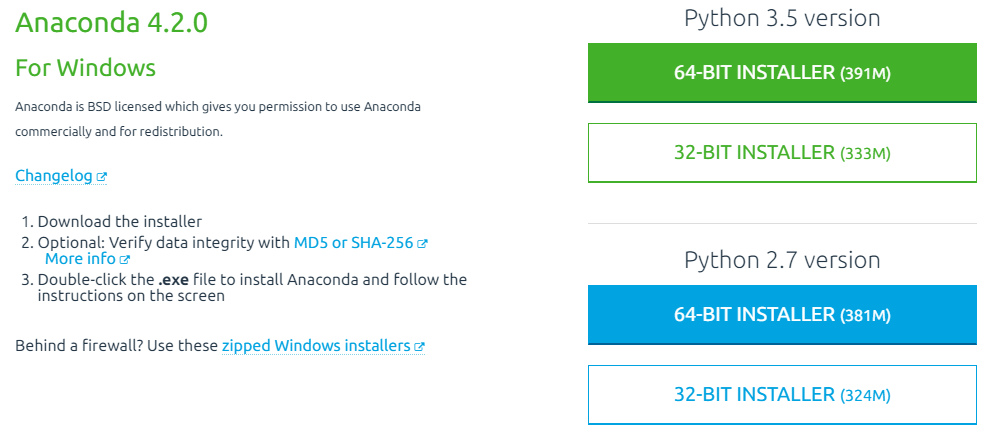 Anaconda 4.2.0
For Windows
Anaconda is BSD licensed which gives you permission to use Anaconda
commercially and for redistribution.
Changelog
1. Download the installer
2. Optional: Verify data integrity with MD5 or SHA-256
More info
3. Double-click the .exe file to install Anaconda and follow the
instructions on the screen
Behind a firewall? Use these zipped Windows installers
Python 3.5 version
64-BIT INSTALLER (391M)
32-BIT INSTALLER (333M)
Python 2.7 version
64-BIT INSTALLER (381M)
32-BIT INSTALLER (324M)